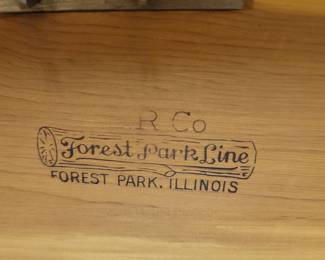 R Co
Forest Park Line
FOREST PARK, ILLINOIS